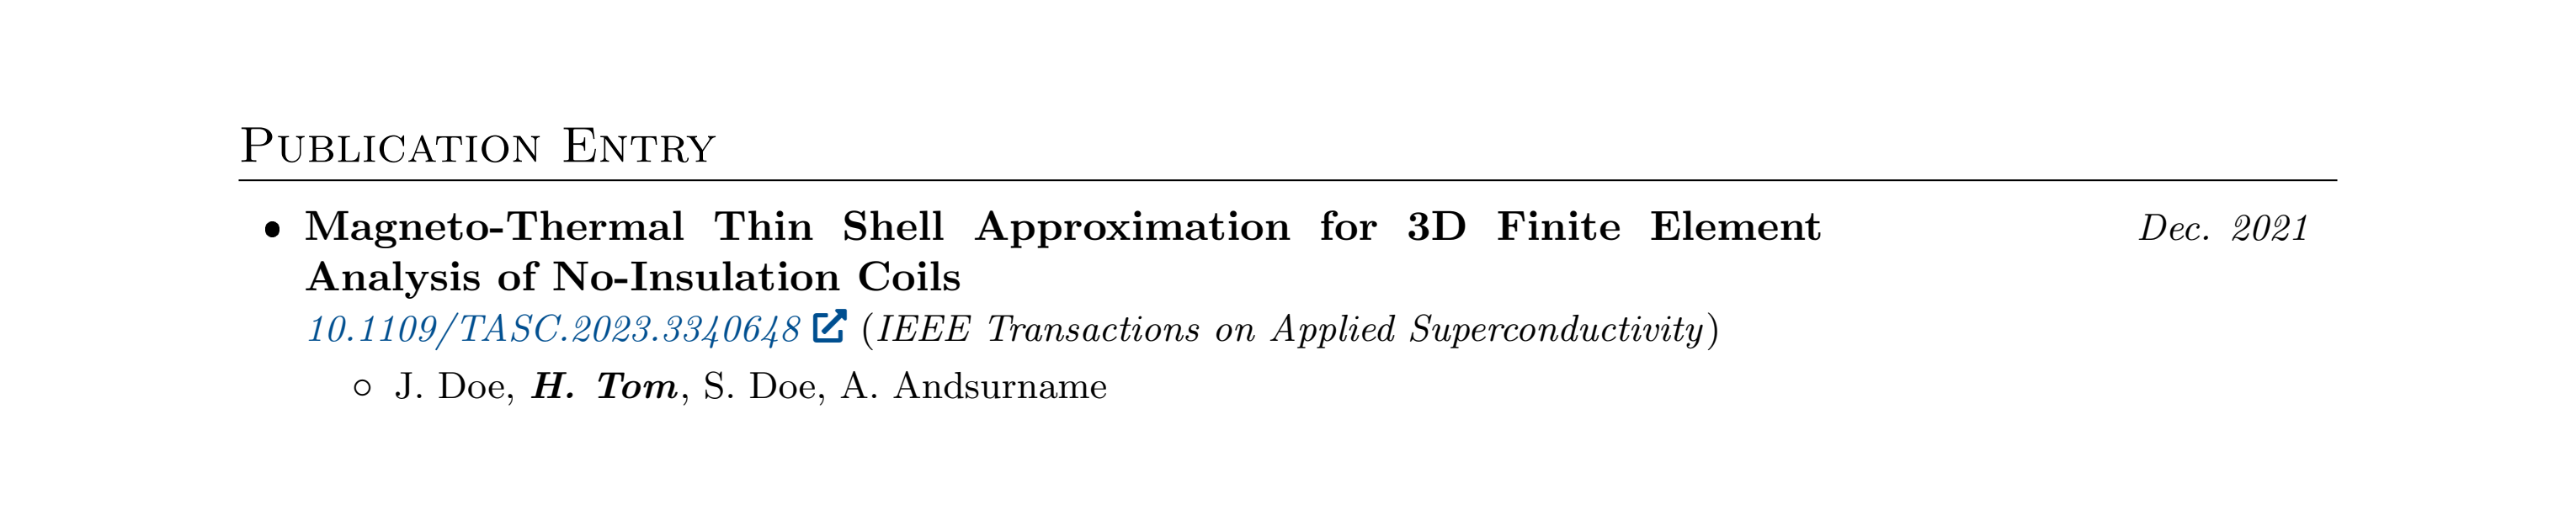 Publication Entry
• Magneto-Thermal Thin Shell Approximation for 3D Finite Element Dec. 2021
Analysis of No-Insulation Coils
10.1109/TASC.2023.3340648 (IEEE Transactions on Applied Superconductivity)
◦ J. Doe, H. Tom, S. Doe, A. Andsurname